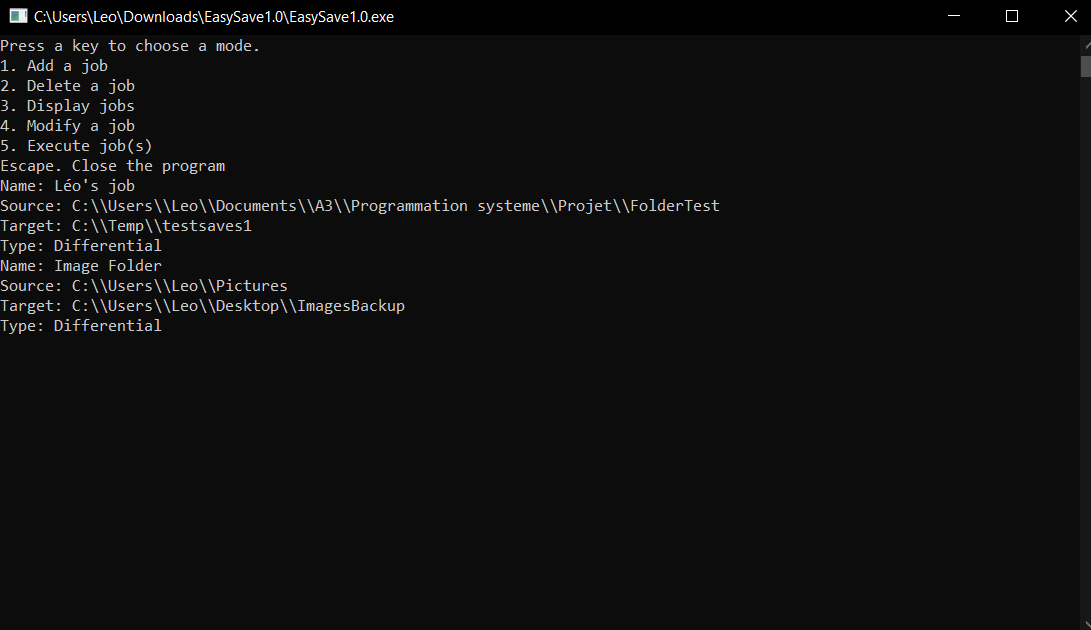 C:\Users\Leo\Downloads\EasySave1.0\EasySave1.0.exe
Press a key to choose a mode.
1. Add a job
2. Delete a job
3. Display jobs
4. Modify a job
5. Execute job(s)
Escape. Close the program
Name: Léo's job
Source: C:\\Users\\Leo\\Documents\\A3\\Programmation systeme\\Projet\\FolderTest
Target: C:\\Temp\\testsaves1
Type: Differential
Name: Image Folder
Source: C:\\Users\\Leo\\Pictures
Target: C:\\Users\\Leo\\Desktop\\ImagesBackup
Type: Differential